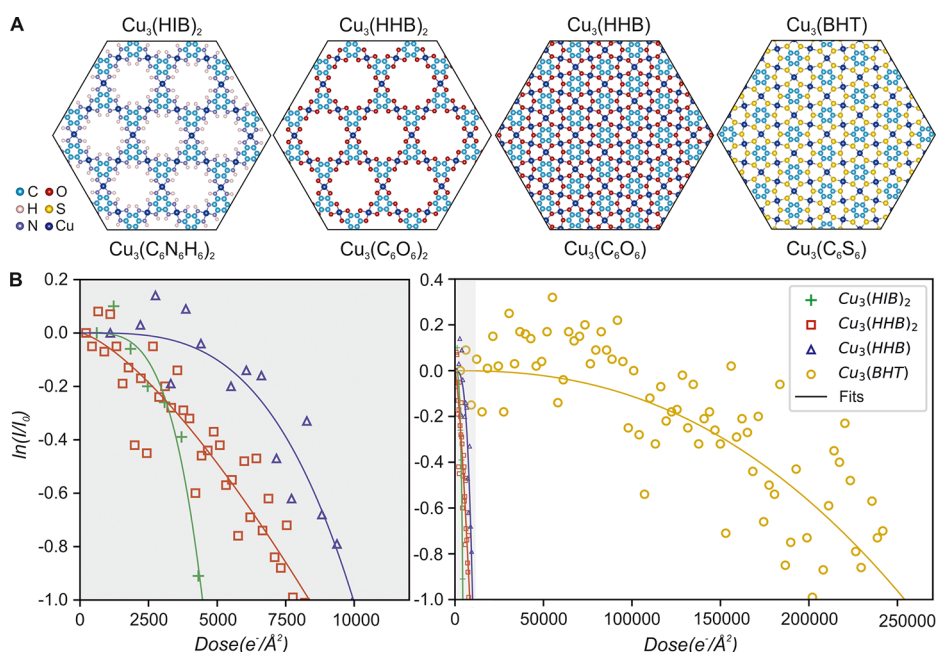 A
Cu₃(HIB)₂ Cu₃(HHB)₂ Cu₃(HHB) Cu₃(BHT)
C O
H S
N Cu
Cu₃(C₆N₆H₆)₂ Cu₃(C₆O₆)₂ Cu₃(C₆O₆) Cu₃(C₆S₆)
B
0.2
0.0
-0.2
-0.4
-0.6
-0.8
-1.0
ln(I/I₀)
0 2500 5000 7500 10000
Dose(e⁻/Å²)
0.4
0.2
0.0
-0.2
-0.4
-0.6
-0.8
-1.0
Cu₃(HIB)₂
Cu₃(HHB)₂
Cu₃(HHB)
Cu₃(BHT)
Fits
0 50000 100000 150000 200000 250000
Dose(e⁻/Å²)